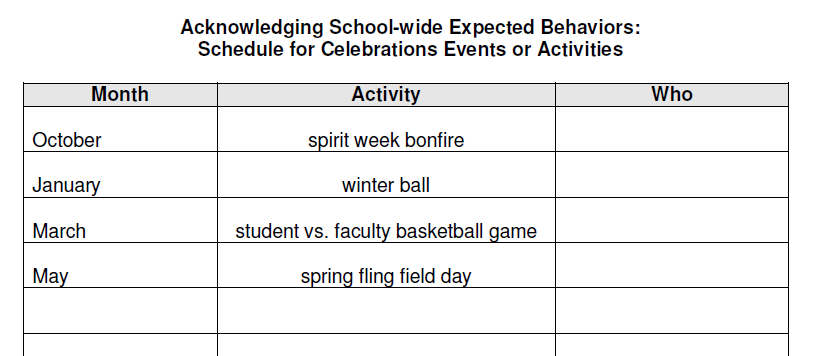 Acknowledging School-wide Expected Behaviors:
Schedule for Celebrations Events or Activities
Month Activity Who
October spirit week bonfire
January winter ball
March student vs. faculty basketball game
May spring fling field day